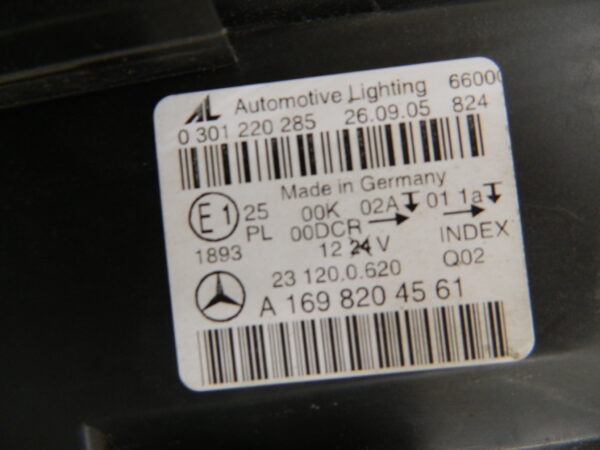 AL Automotive Lighting 6600
0 301 220 285 26.09.05 824
Made in Germany
E1 25 00K 02A 01 1a
PL 00DCR
1893 12 24 V INDEX
23 120.0.620 Q02
A 169 820 45 61